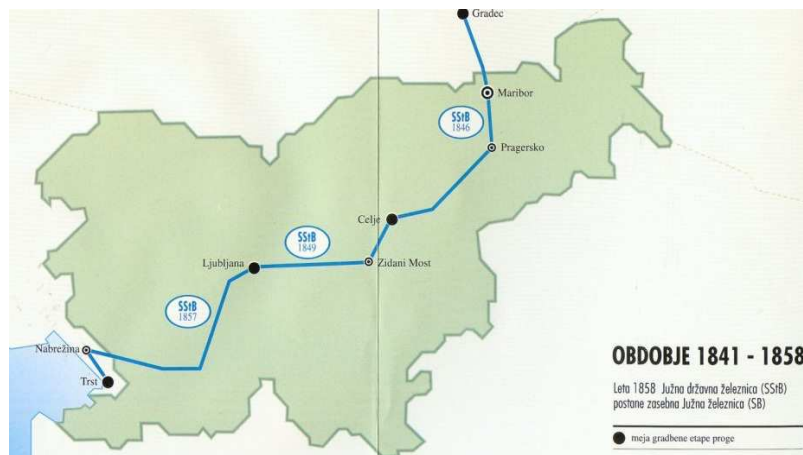 Gradec
Maribor
SStB
1846
Pragersko
Celje
SStB
1849
Ljubljana
Zidani Most
SStB
1857
Nabrežina
Trst
OBDOBJE 1841 - 1858
Leta 1858 Južna državna železnica (SStB)
postane zasebna Južna železnica (SB)
meja gradbene etape proge